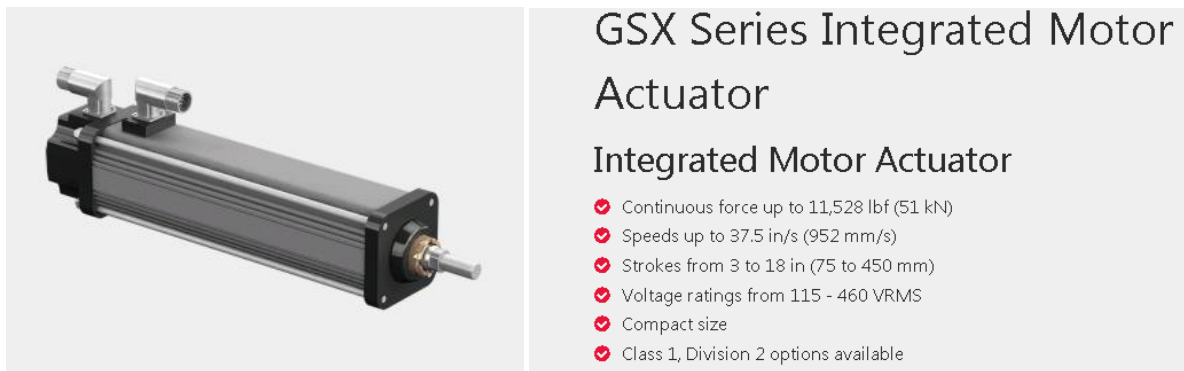 GSX Series Integrated Motor
Actuator
Integrated Motor Actuator
Continuous force up to 11,528 lbf (51 kN)
Speeds up to 37.5 in/s (952 mm/s)
Strokes from 3 to 18 in (75 to 450 mm)
Voltage ratings from 115 - 460 VRMS
Compact size
Class 1, Division 2 options available